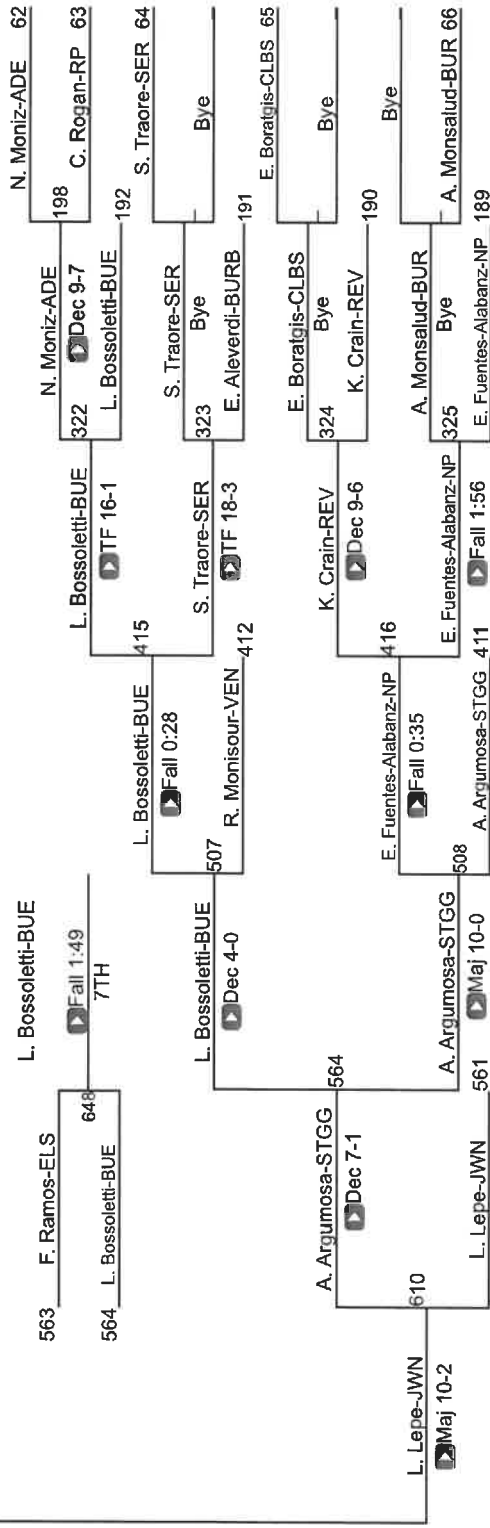 563
F. Ramos-ELS
564
L. Bossoletti-BUE
648
L. Bossoletti-BUE
Fall 1:49
7TH
N. Moniz-ADE 62
C. Rogan-RP 63
S. Traore-SER 64
Bye
E. Boratgis-CLBS 65
Bye
Bye
A. Monsalud-BUR 66
N. Moniz-ADE 198
Dec 9-7
L. Bossoletti-BUE 192
S. Traore-SER
Bye
E. Aleverdi-BURB 191
E. Boratgis-CLBS
Bye
K. Crain-REV 190
A. Monsalud-BUR
Bye
E. Fuentes-Alabanz-NP 189
L. Bossoletti-BUE 322
TF 16-1
S. Traore-SER 323
TF 18-3
K. Crain-REV 324
Dec 9-6
E. Fuentes-Alabanz-NP 325
Fall 1:56
L. Bossoletti-BUE 415
Fall 0:28
R. Monisour-VEN 412
E. Fuentes-Alabanz-NP 416
Fall 0:35
A. Argumosa-STGG 411
L. Bossoletti-BUE 507
Dec 4-0
A. Argumosa-STGG 508
Maj 10-0
A. Argumosa-STGG 564
Dec 7-1
L. Lepe-JWN 561
L. Lepe-JWN 610
Maj 10-2